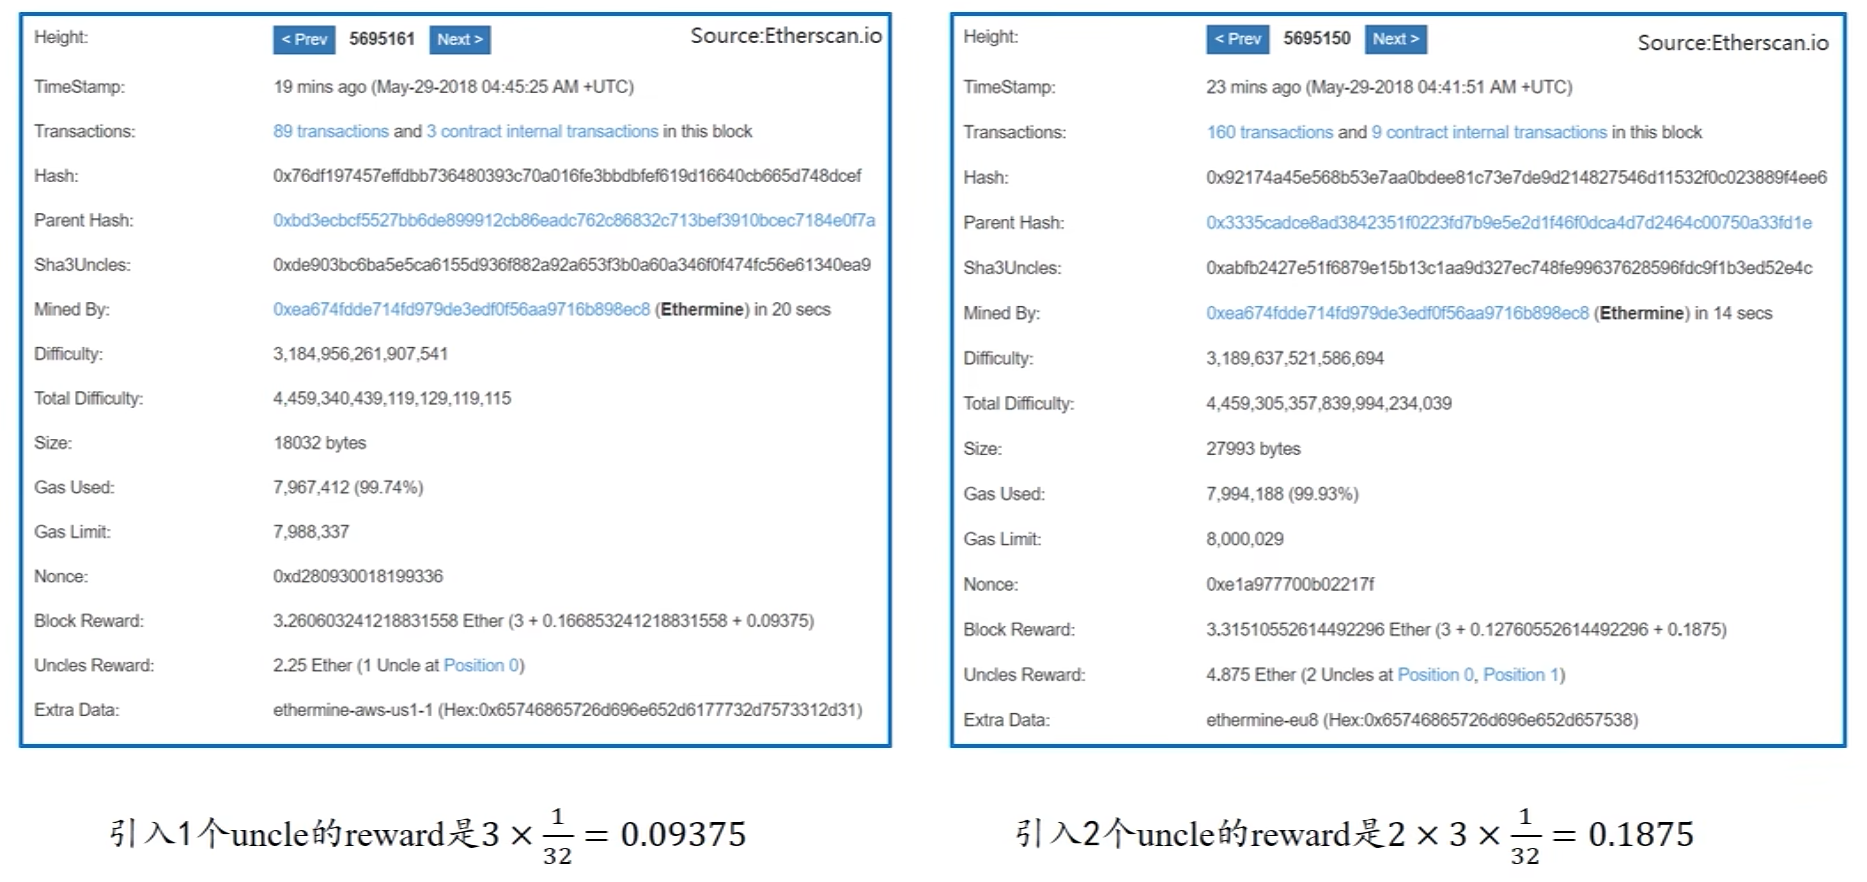 Height: < Prev 5695161 Next > Source:Etherscan.io
TimeStamp: 19 mins ago (May-29-2018 04:45:25 AM +UTC)
Transactions: 89 transactions and 3 contract internal transactions in this block
Hash: 0x76df197457effdbb736480393c70a016fe3bbdbfef619d16640cb665d748dcef
Parent Hash: 0xbd3ecbcf5527bb6de899912cb86eadc762c86832c713bef3910bcec7184e0f7a
Sha3Uncles: 0xde903bc6ba5e5ca6155d936f882a92a653f3b0a60a346f0f474fc56e61340ea9
Mined By: 0xea674fdde714fd979de3edf0f56aa9716b898ec8 (Ethermine) in 20 secs
Difficulty: 3,184,956,261,907,541
Total Difficulty: 4,459,340,439,119,129,119,115
Size: 18032 bytes
Gas Used: 7,967,412 (99.74%)
Gas Limit: 7,988,337
Nonce: 0xd280930018199336
Block Reward: 3.260603241218831558 Ether (3 + 0.166853241218831558 + 0.09375)
Uncles Reward: 2.25 Ether (1 Uncle at Position 0)
Extra Data: ethermine-aws-us1-1 (Hex:0x65746865726d696e652d6177732d7573312d31)
引入1个uncle的reward是3 × 1/32 = 0.09375
Height: < Prev 5695150 Next > Source:Etherscan.io
TimeStamp: 23 mins ago (May-29-2018 04:41:51 AM +UTC)
Transactions: 160 transactions and 9 contract internal transactions in this block
Hash: 0x92174a45e568b53e7aa0bdee81c73e7de9d214827546d11532f0c023889f4ee6
Parent Hash: 0x3335cadce8ad3842351f0223fd7b9e5e2d1f46f0dca4d7d2464c00750a33fd1e
Sha3Uncles: 0xabfb2427e51f6879e15b13c1aa9d327ec748fe99637628596fdc9f1b3ed52e4c
Mined By: 0xea674fdde714fd979de3edf0f56aa9716b898ec8 (Ethermine) in 14 secs
Difficulty: 3,189,637,521,586,694
Total Difficulty: 4,459,305,357,839,994,234,039
Size: 27993 bytes
Gas Used: 7,994,188 (99.93%)
Gas Limit: 8,000,029
Nonce: 0xe1a977700b02217f
Block Reward: 3.31510552614492296 Ether (3 + 0.12760552614492296 + 0.1875)
Uncles Reward: 4.875 Ether (2 Uncles at Position 0, Position 1)
Extra Data: ethermine-eu8 (Hex:0x65746865726d696e652d657538)
引入2个uncle的reward是2 × 3 × 1/32 = 0.1875